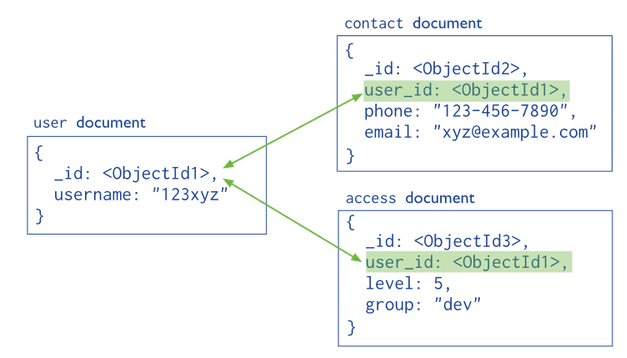 user document
{
_id: <ObjectId1>,
username: "123xyz"
}
contact document
{
_id: <ObjectId2>,
user_id: <ObjectId1>,
phone: "123-456-7890",
email: "xyz@example.com"
}
access document
{
_id: <ObjectId3>,
user_id: <ObjectId1>,
level: 5,
group: "dev"
}